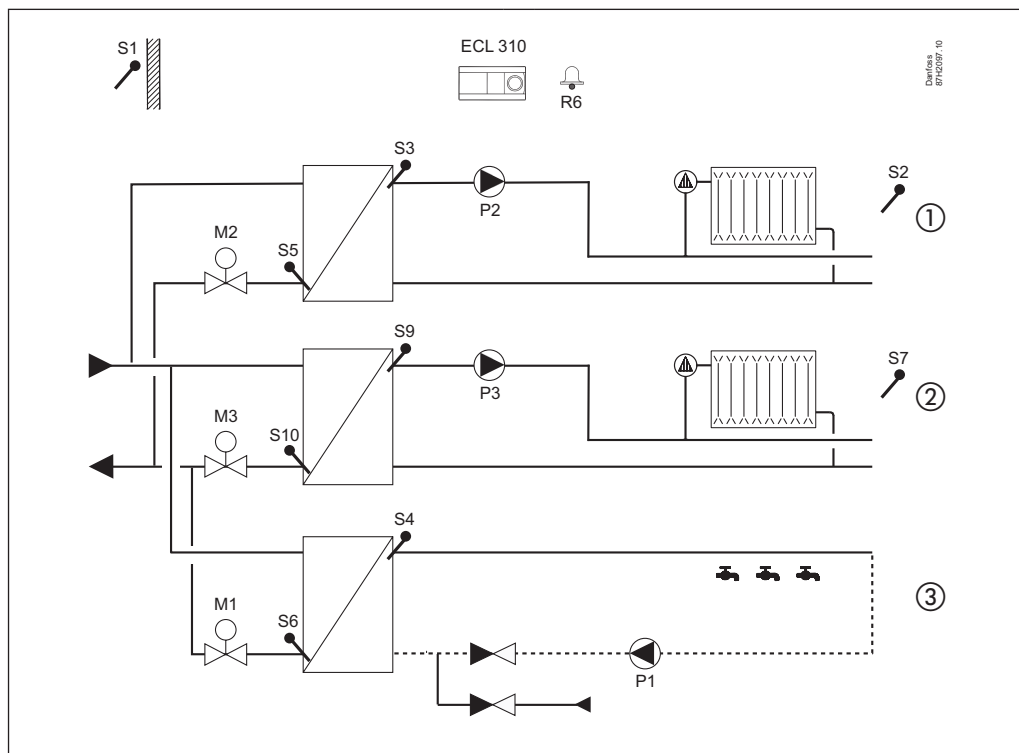 S1
ECL 310
R6
Danfoss
87H2097.10
S3
P2
S2
①
M2
S5
S9
P3
S7
②
M3
S10
S4
③
M1
S6
P1